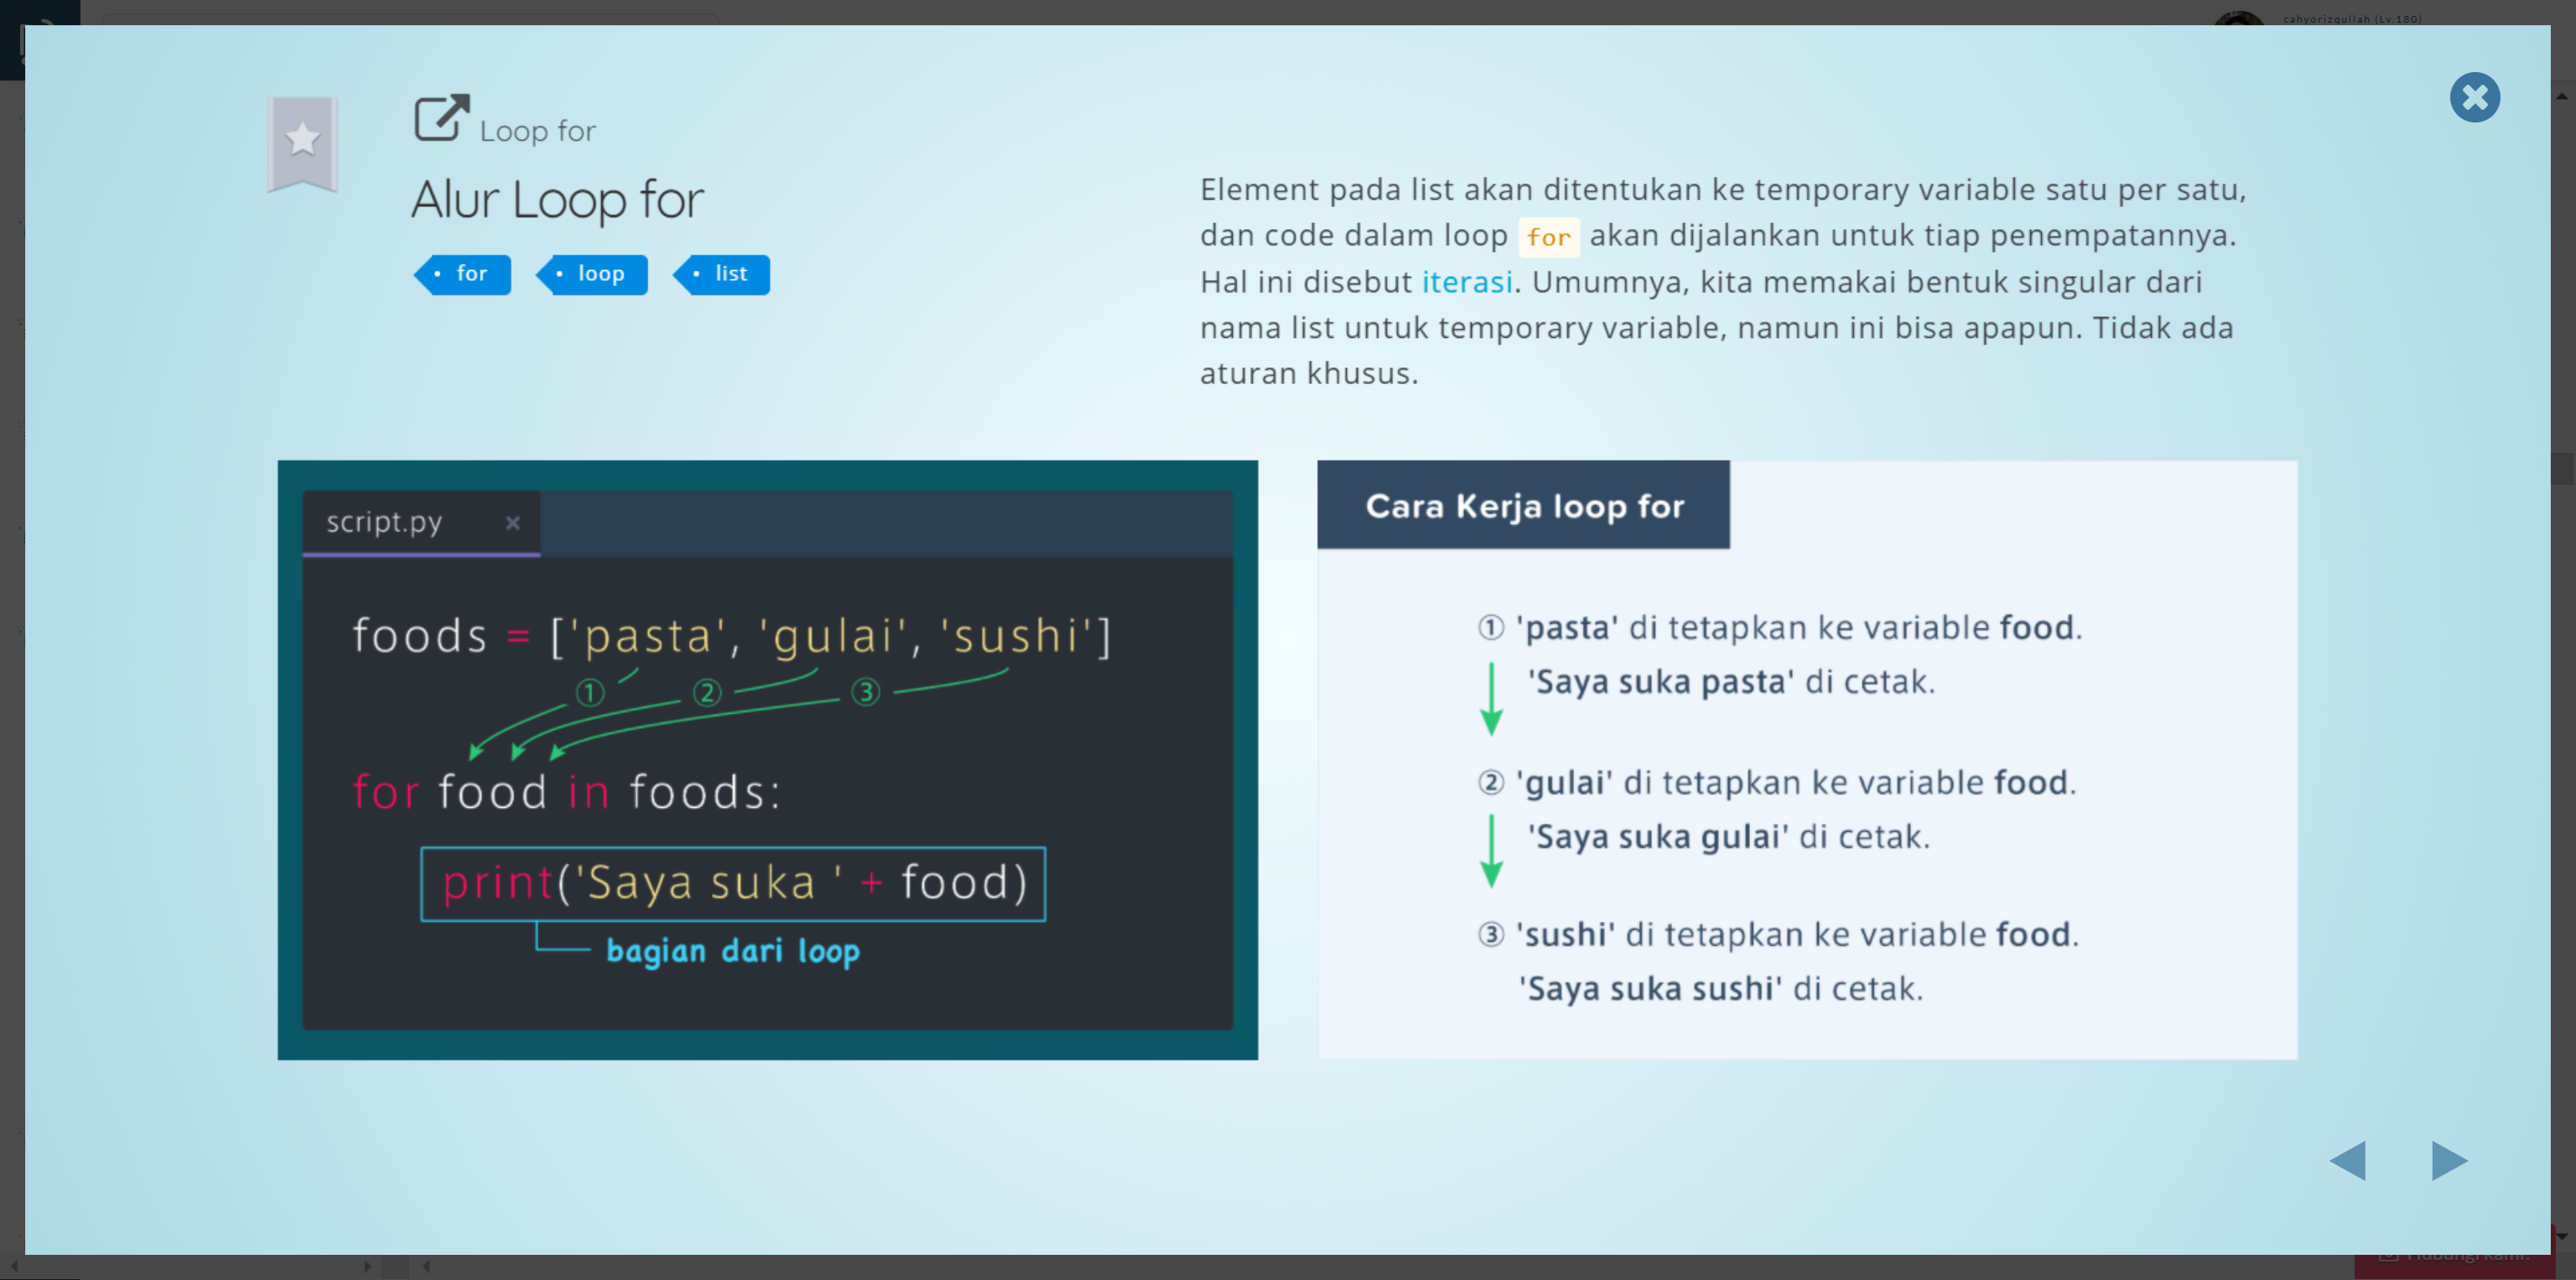 cahyorizqullah (Lv.180)
Loop for
Alur Loop for
for
loop
list
Element pada list akan ditentukan ke temporary variable satu per satu,
dan code dalam loop for akan dijalankan untuk tiap penempatannya.
Hal ini disebut iterasi. Umumnya, kita memakai bentuk singular dari
nama list untuk temporary variable, namun ini bisa apapun. Tidak ada
aturan khusus.
script.py
foods = ['pasta', 'gulai', 'sushi']
① ② ③
for food in foods:
print('Saya suka ' + food)
bagian dari loop
Cara Kerja loop for
① 'pasta' di tetapkan ke variable food.
'Saya suka pasta' di cetak.
② 'gulai' di tetapkan ke variable food.
'Saya suka gulai' di cetak.
③ 'sushi' di tetapkan ke variable food.
'Saya suka sushi' di cetak.